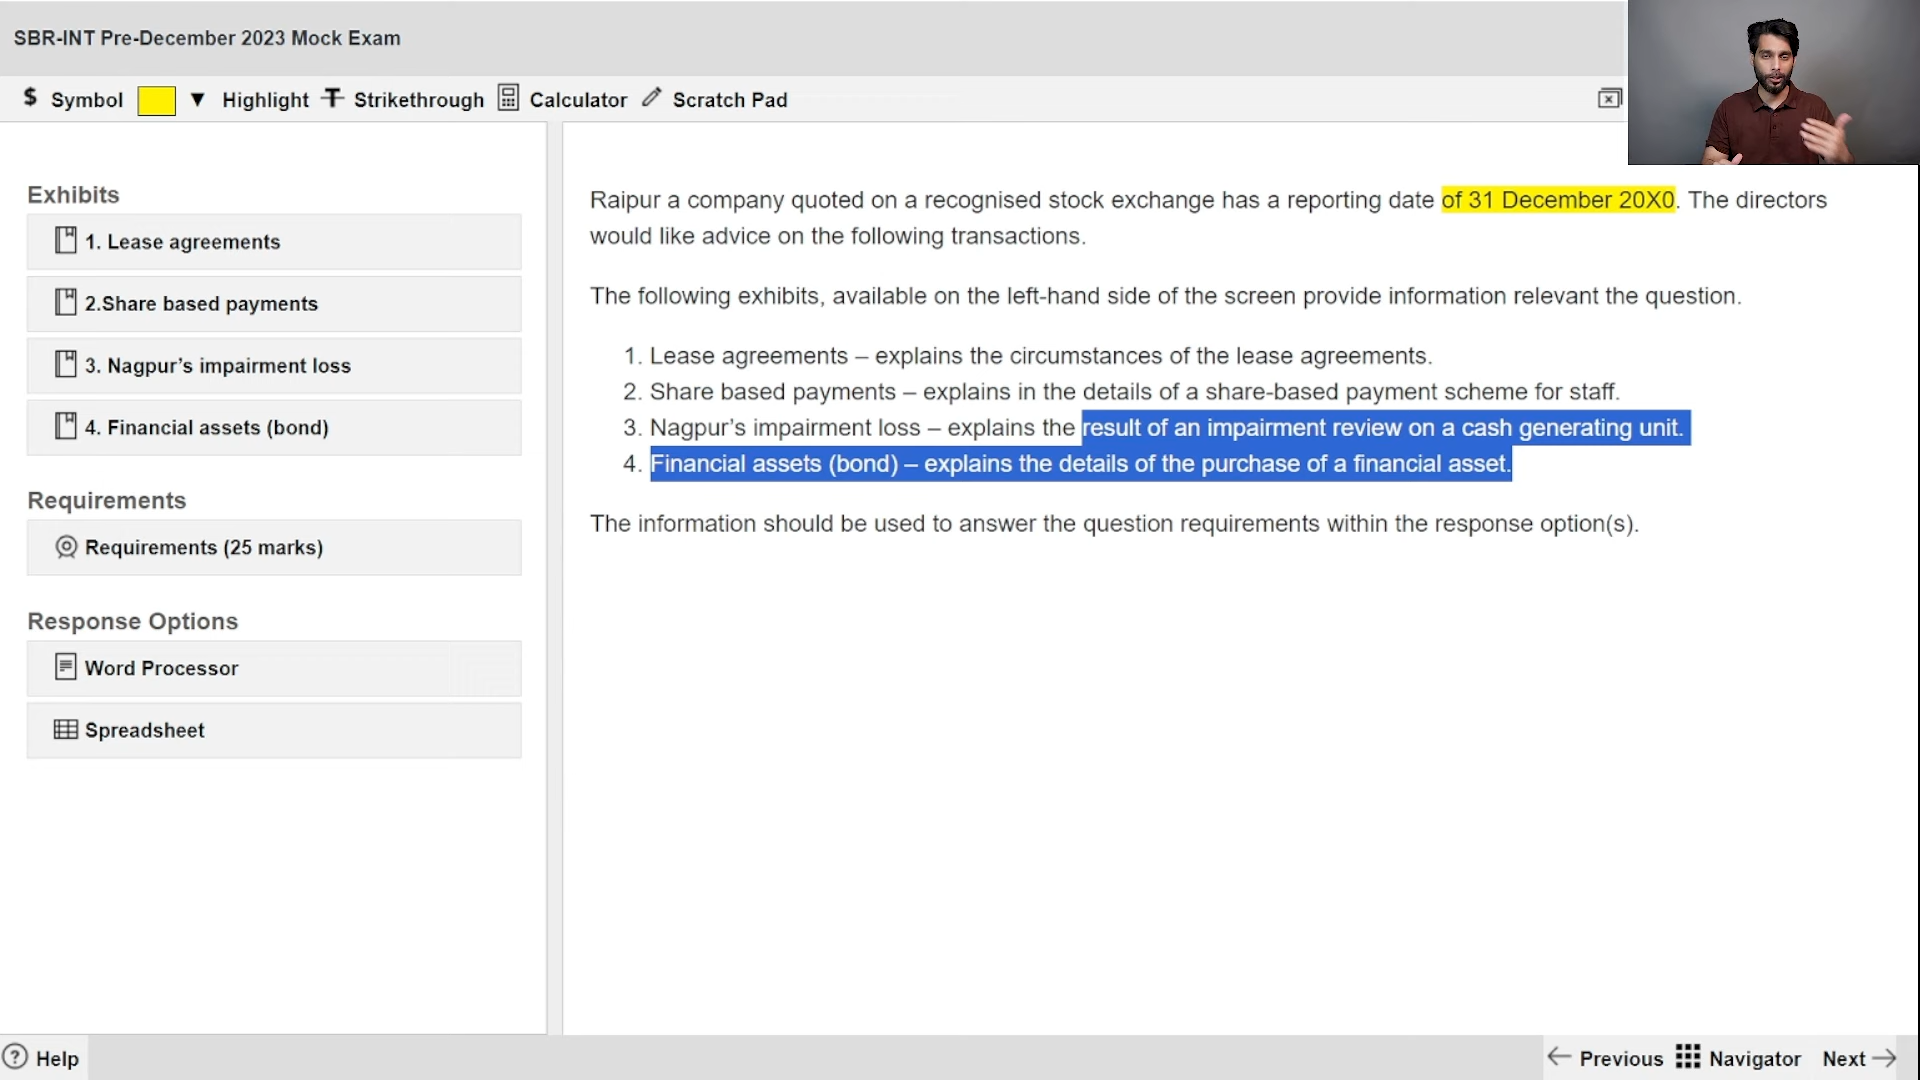 SBR-INT Pre-December 2023 Mock Exam
$ Symbol ▼ Highlight Strikethrough Calculator Scratch Pad
Exhibits
1. Lease agreements
2.Share based payments
3. Nagpur’s impairment loss
4. Financial assets (bond)
Requirements
Requirements (25 marks)
Response Options
Word Processor
Spreadsheet
Raipur a company quoted on a recognised stock exchange has a reporting date of 31 December 20X0. The directors
would like advice on the following transactions.
The following exhibits, available on the left-hand side of the screen provide information relevant the question.
1. Lease agreements – explains the circumstances of the lease agreements.
2. Share based payments – explains in the details of a share-based payment scheme for staff.
3. Nagpur’s impairment loss – explains the result of an impairment review on a cash generating unit.
4. Financial assets (bond) – explains the details of the purchase of a financial asset.
The information should be used to answer the question requirements within the response option(s).
? Help
← Previous Navigator Next →